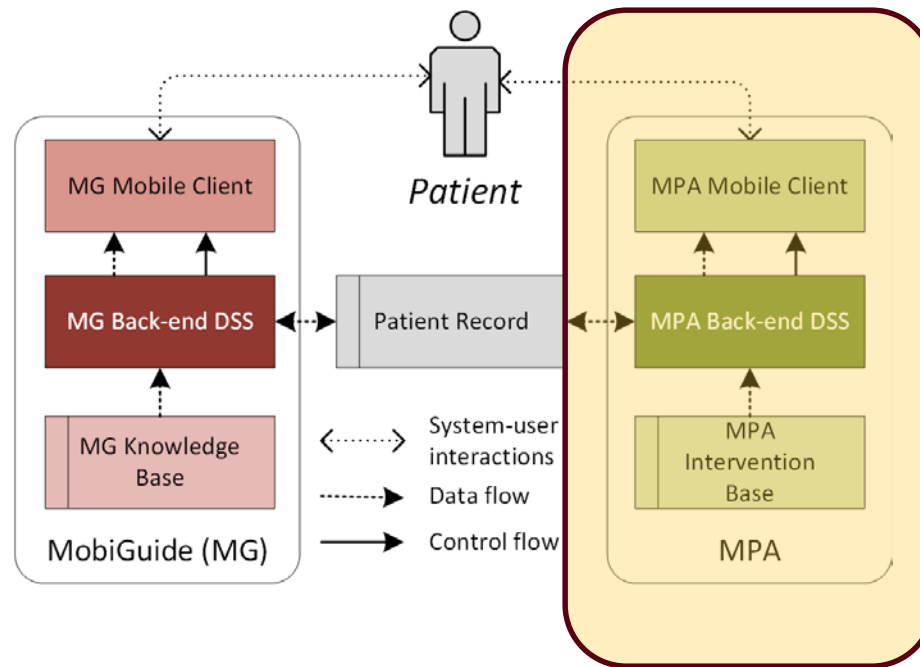 Patient
MG Mobile Client
MPA Mobile Client
MG Back-end DSS
Patient Record
MPA Back-end DSS
MG Knowledge
Base
MPA
Intervention
Base
System-user
interactions
Data flow
Control flow
MobiGuide (MG)
MPA